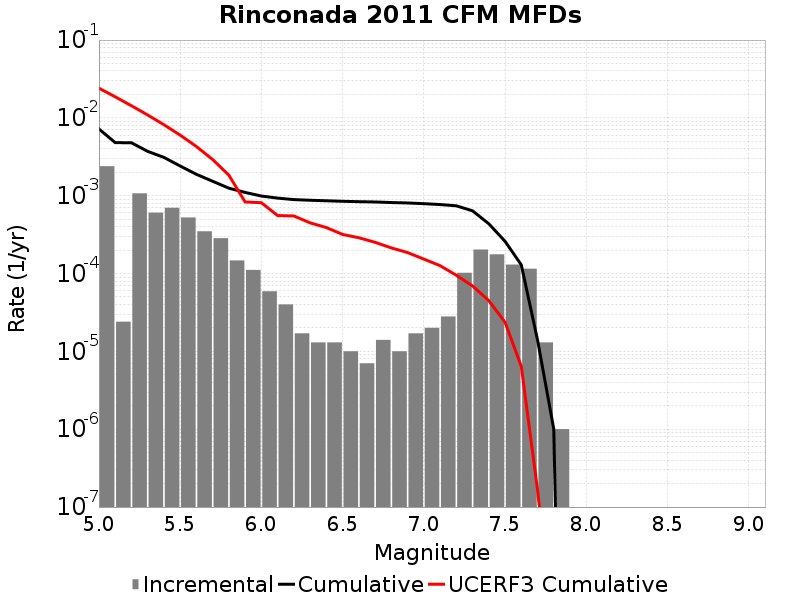 Rinconada 2011 CFM MFDs
10^-1
10^-2
10^-3
10^-4
10^-5
10^-6
10^-7
Rate (1/yr)
5.0 5.5 6.0 6.5 7.0 7.5 8.0 8.5 9.0
Magnitude
Incremental Cumulative UCERF3 Cumulative